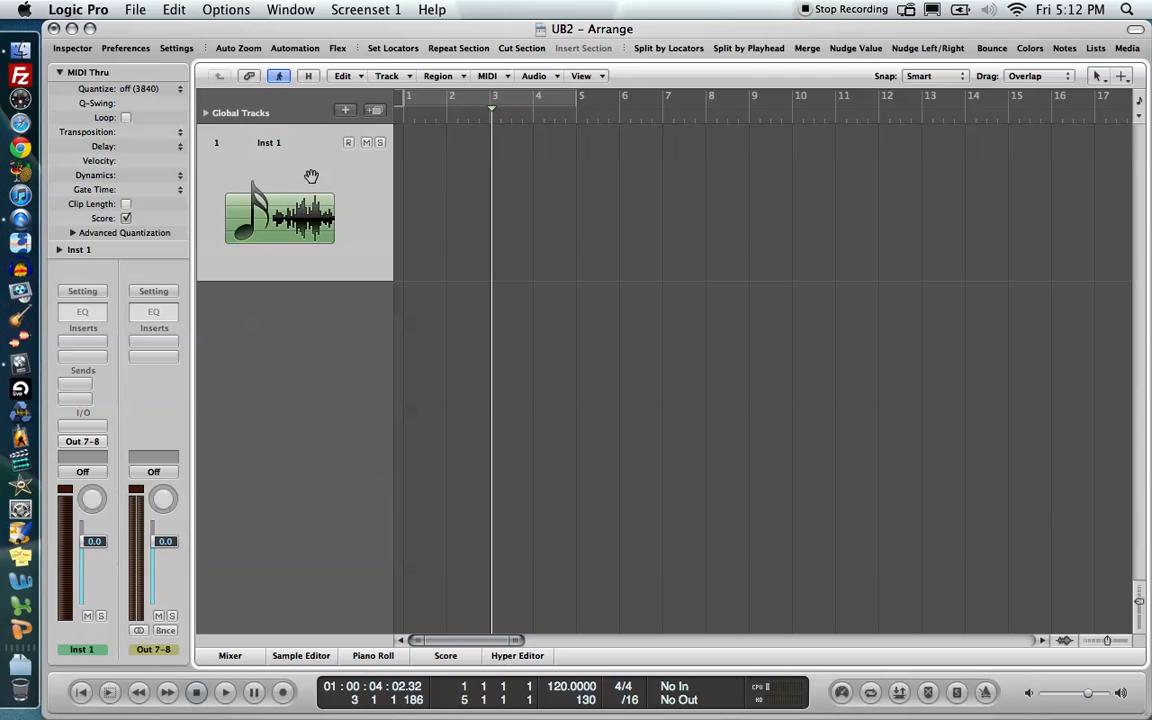 Logic Pro File Edit Options Window Screenset 1 Help Stop Recording Fri 5:12 PM
UB2 - Arrange
Inspector Preferences Settings Auto Zoom Automation Flex Set Locators Repeat Section Cut Section Insert Section Split by Locators Split by Playhead Merge Nudge Value Nudge Left/Right Bounce Colors Notes Lists Media
MIDI Thru H Edit Track Region MIDI Audio View Snap: Smart Drag: Overlap
Quantize: off (3840)
Q-Swing:
Loop:
Transposition:
Delay:
Velocity:
Dynamics:
Gate Time:
Clip Length:
Score:
Advanced Quantization
Inst 1
Global Tracks
1 2 3 4 5 6 7 8 9 10 11 12 13 14 15 16 17
1 Inst 1 R M S
Setting Setting
EQ EQ
Inserts Inserts
Sends
I/O
Out 7-8
Off Off
0.0 0.0
M S M S
Bnce
Inst 1 Out 7-8
Mixer Sample Editor Piano Roll Score Hyper Editor
01:00:04:02.32 1 1 1 1 120.0000 4/4 No In CPU
3 1 1 186 5 1 1 1 130 /16 No Out HD
S